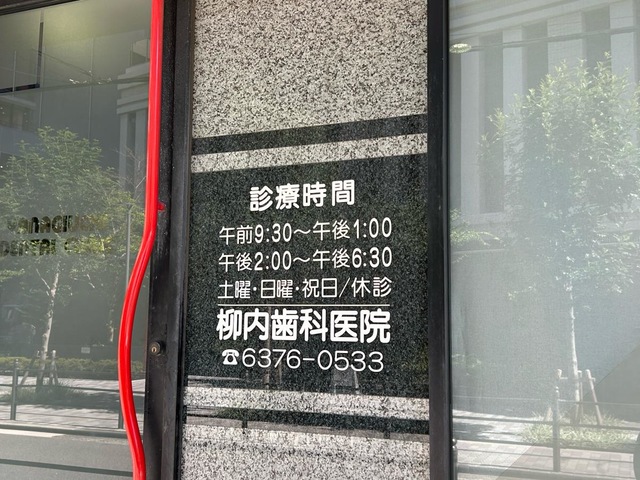 診療時間
午前9:30～午後1:00
午後2:00～午後6:30
土曜・日曜・祝日/休診
柳内歯科医院
☎6376-0533